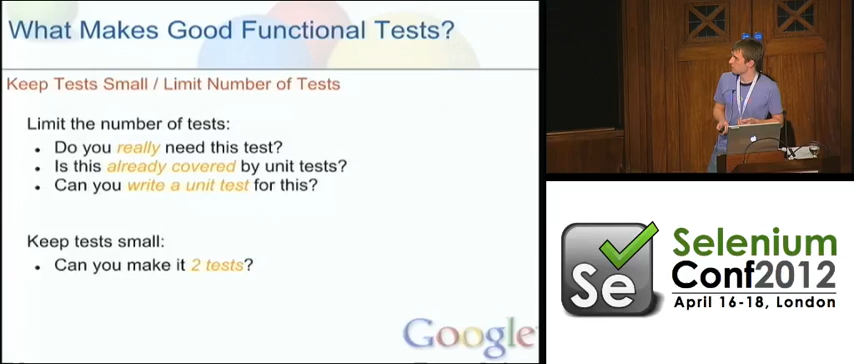 What Makes Good Functional Tests?
Keep Tests Small / Limit Number of Tests
Limit the number of tests:
• Do you really need this test?
• Is this already covered by unit tests?
• Can you write a unit test for this?
Keep tests small:
• Can you make it 2 tests?
Google
Se
Selenium
Conf2012
April 16-18, London